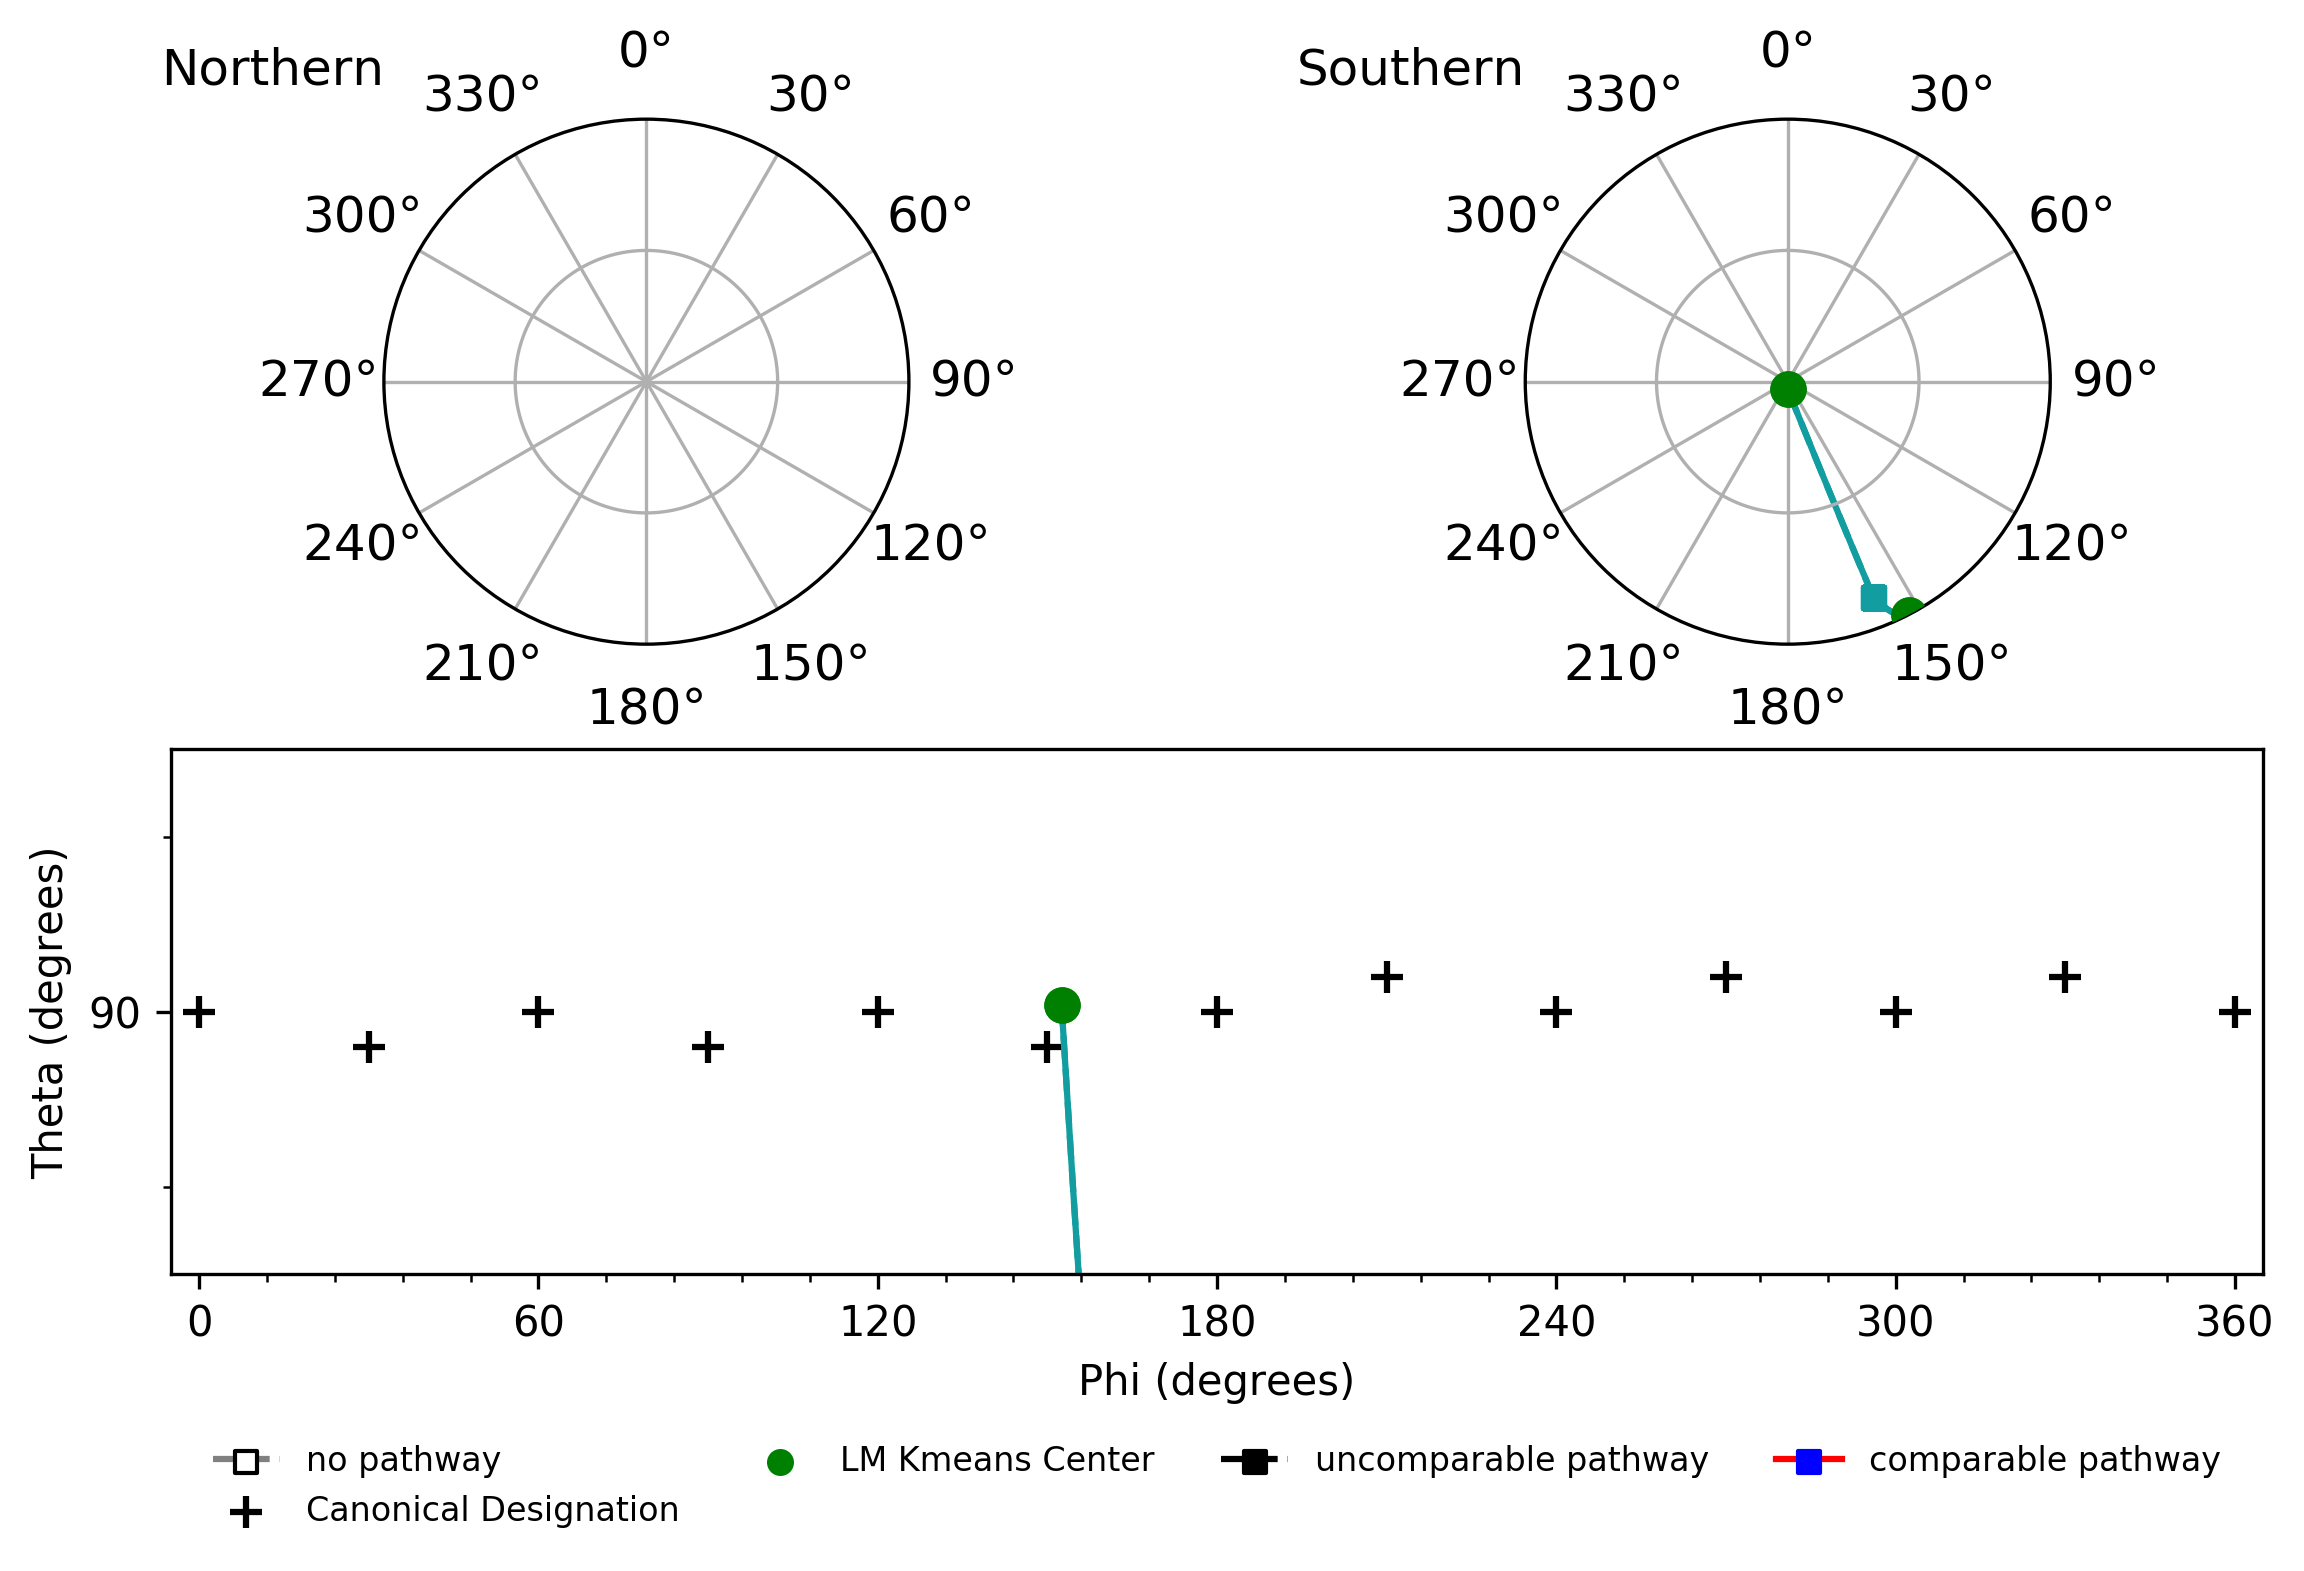 Northern
0°
30°
60°
90°
120°
150°
180°
210°
240°
270°
300°
330°
Southern
0°
30°
60°
90°
120°
150°
180°
210°
240°
270°
300°
330°
Theta (degrees)
90
0 60 120 180 240 300 360
Phi (degrees)
no pathway
Canonical Designation
LM Kmeans Center
uncomparable pathway
comparable pathway